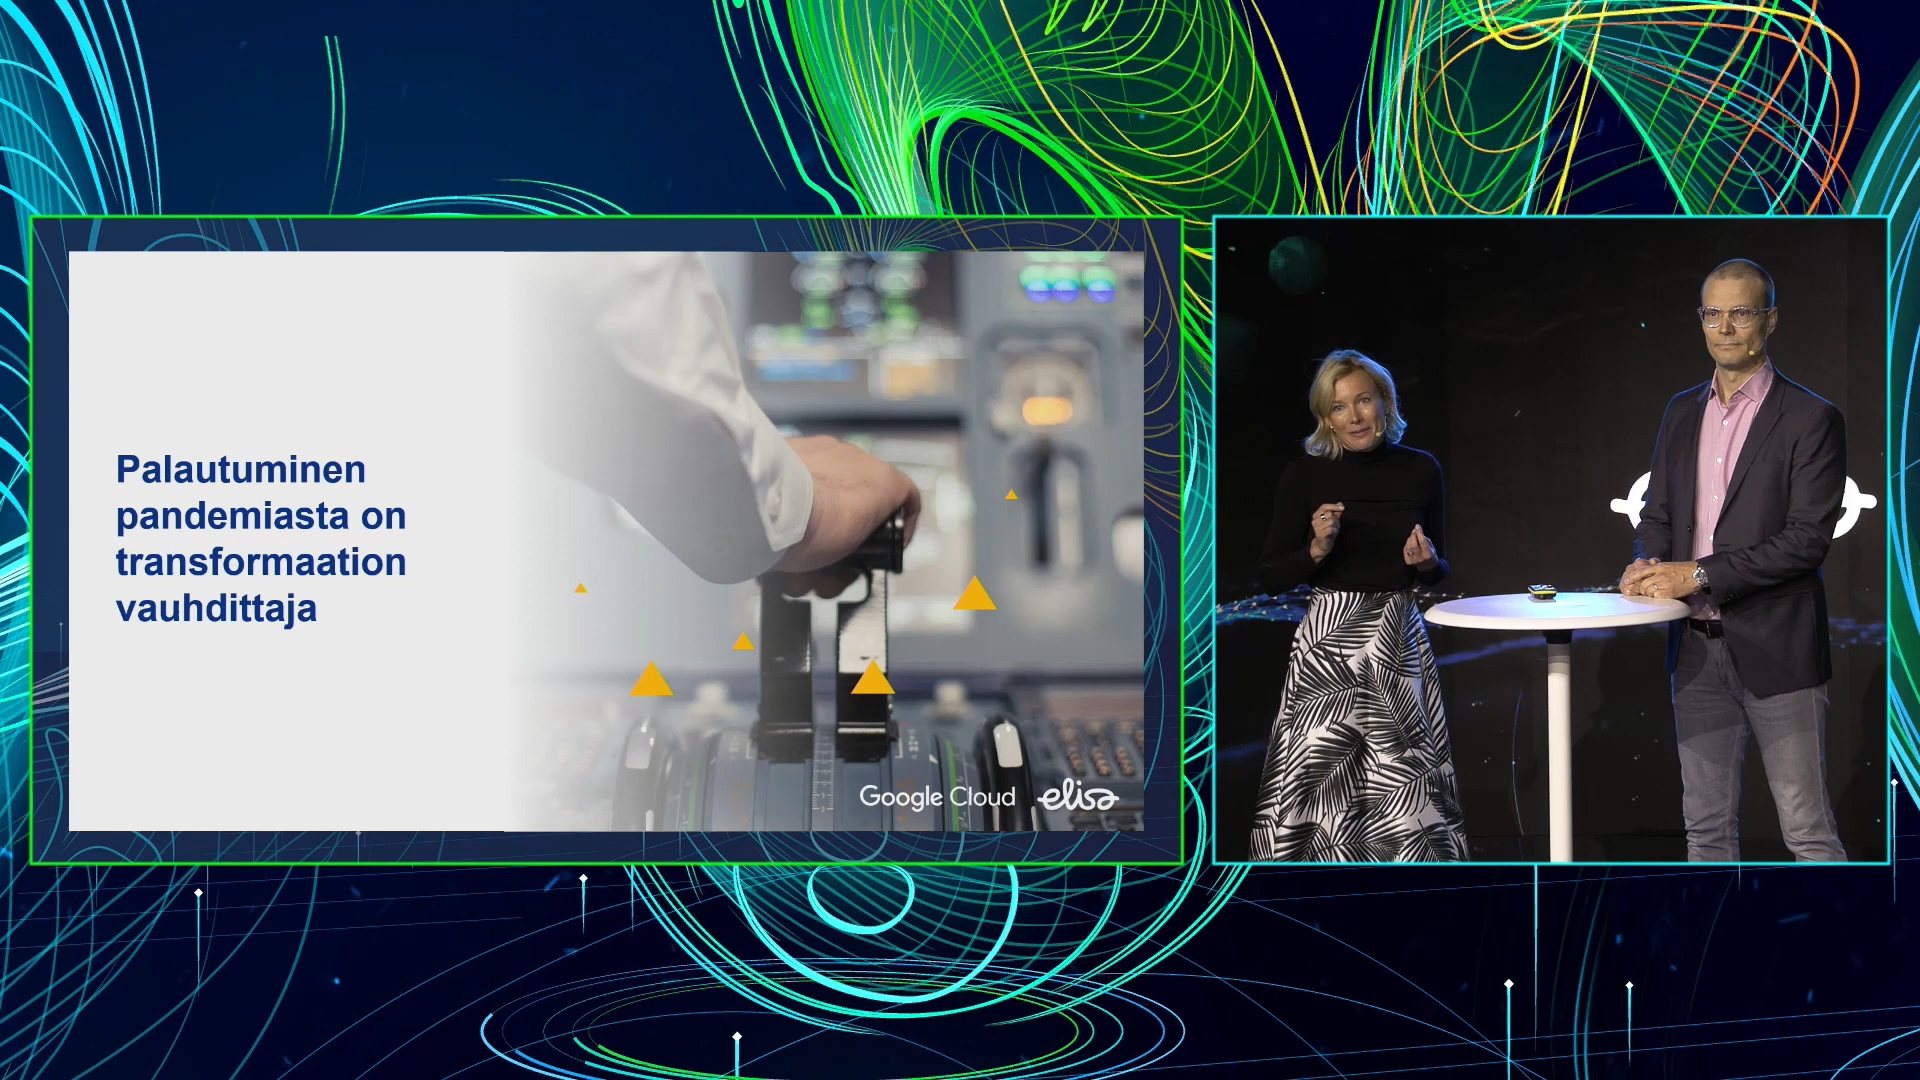 Palautuminen
pandemiasta on
transformaation
vauhdittaja
Google Cloud elisa